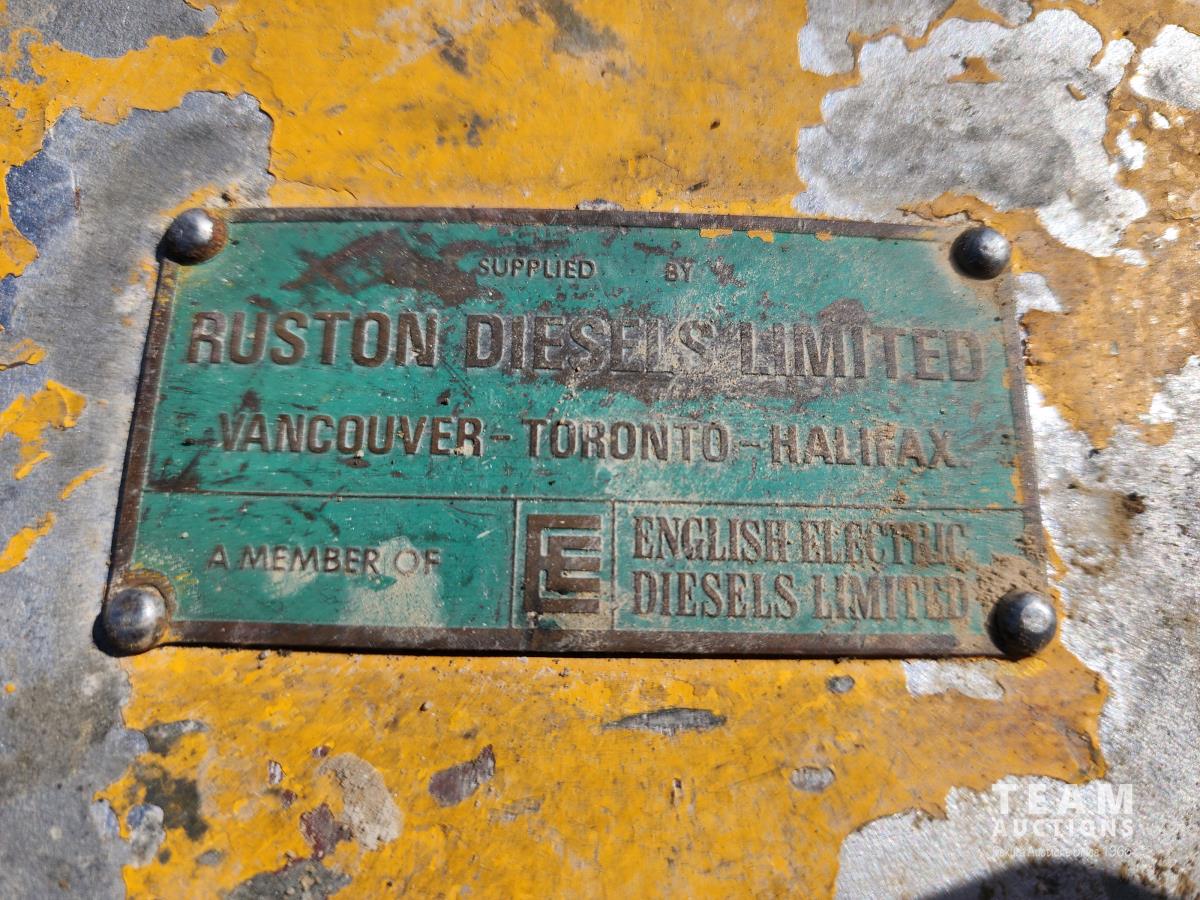 SUPPLIED BY
RUSTON DIESELS LIMITED
VANCOUVER - TORONTO - HALIFAX
A MEMBER OF
EE
ENGLISH ELECTRIC
DIESELS LIMITED
TEAM
AUCTIONS